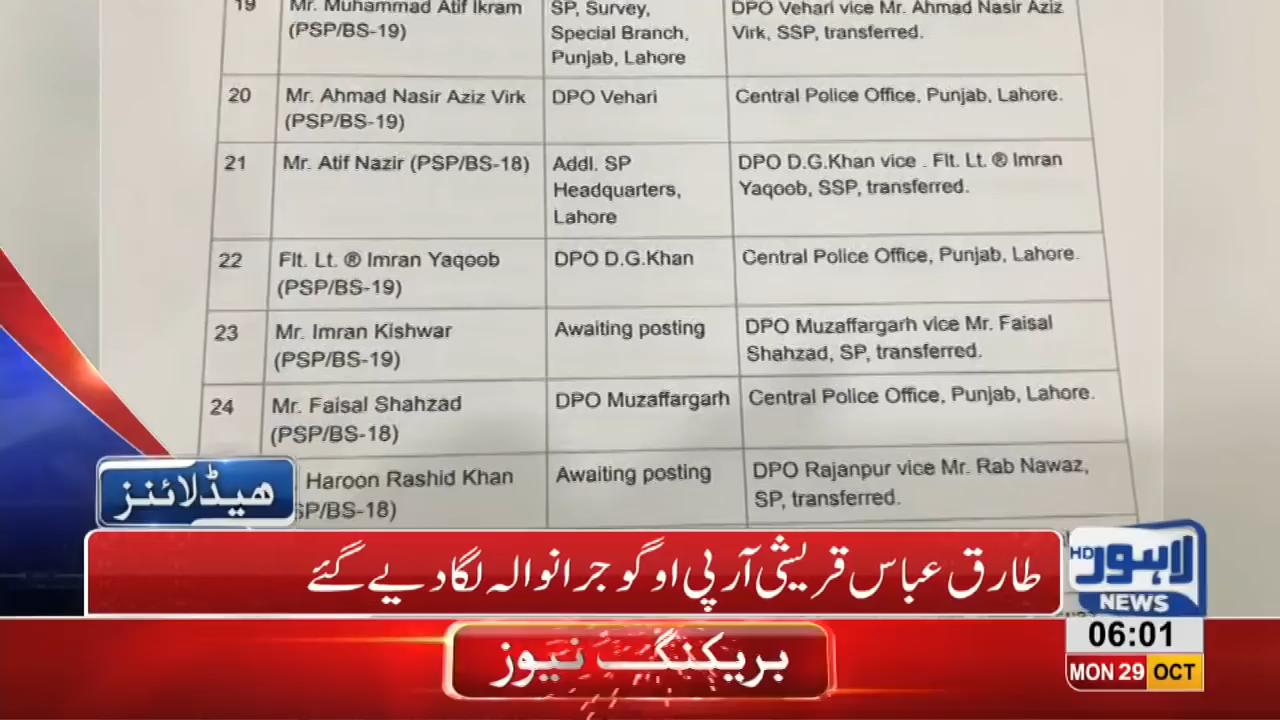 19 Mr. Muhammad Atif Ikram SP, Survey, DPO Vehari vice Mr. Ahmad Nasir Aziz
(PSP/BS-19) Special Branch, Virk, SSP, transferred.
Punjab, Lahore
20 Mr. Ahmad Nasir Aziz Virk DPO Vehari Central Police Office, Punjab, Lahore.
(PSP/BS-19)
21 Mr. Atif Nazir (PSP/BS-18) Addl. SP DPO D.G.Khan vice . Flt. Lt. ® Imran
Headquarters, Yaqoob, SSP, transferred.
Lahore
22 Flt. Lt. ® Imran Yaqoob DPO D.G.Khan Central Police Office, Punjab, Lahore.
(PSP/BS-19)
23 Mr. Imran Kishwar Awaiting posting DPO Muzaffargarh vice Mr. Faisal
(PSP/BS-19) Shahzad, SP, transferred.
24 Mr. Faisal Shahzad DPO Muzaffargarh Central Police Office, Punjab, Lahore.
(PSP/BS-18)
Haroon Rashid Khan Awaiting posting DPO Rajanpur vice Mr. Rab Nawaz,
SP/BS-18) SP, transferred.
ھیڈلائنز
طارق عباس قریشی آر پی او گوجرانوالہ لگا دیے گئے
لاہور HD
NEWS
بریکنگ نیوز
06:01
MON 29 OCT